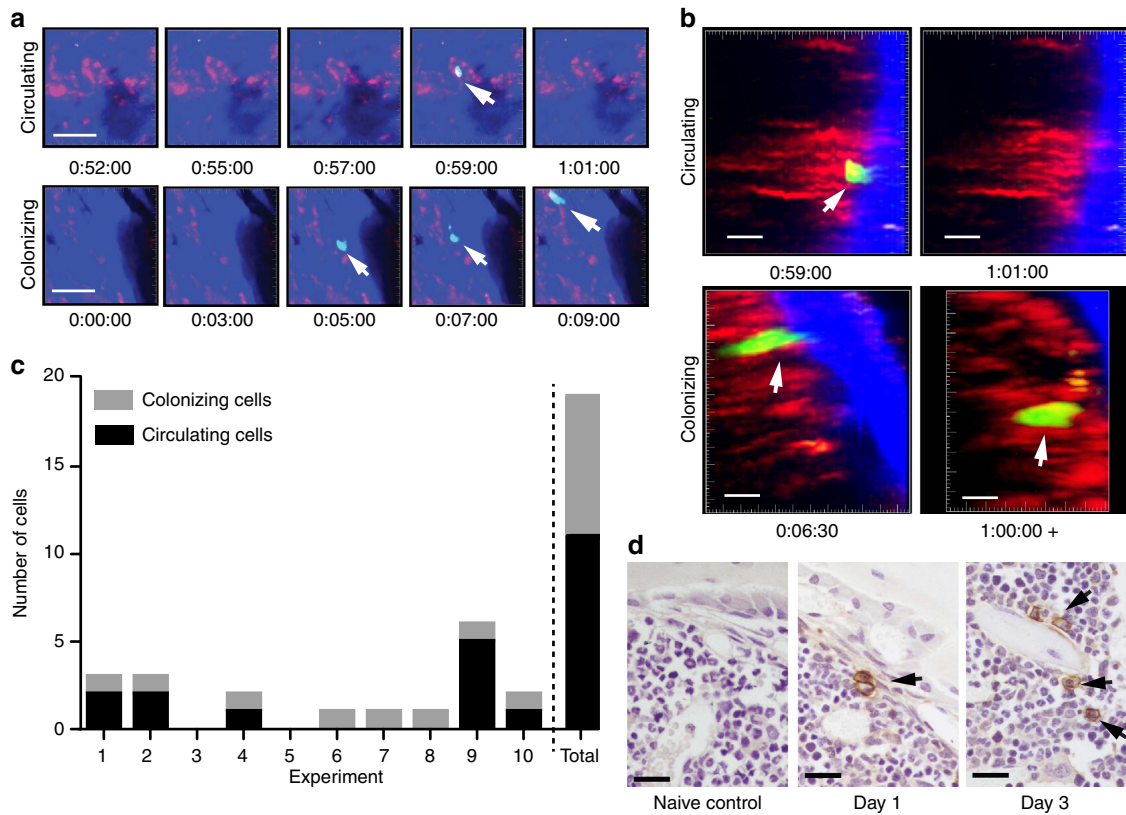 a
Circulating
0:52:00 0:55:00 0:57:00 0:59:00 1:01:00
Colonizing
0:00:00 0:03:00 0:05:00 0:07:00 0:09:00
b
Circulating
0:59:00 1:01:00
Colonizing
0:06:30 1:00:00 +
c
Colonizing cells
Circulating cells
Number of cells
20
15
10
5
0
1 2 3 4 5 6 7 8 9 10 Total
Experiment
d
Naive control Day 1 Day 3